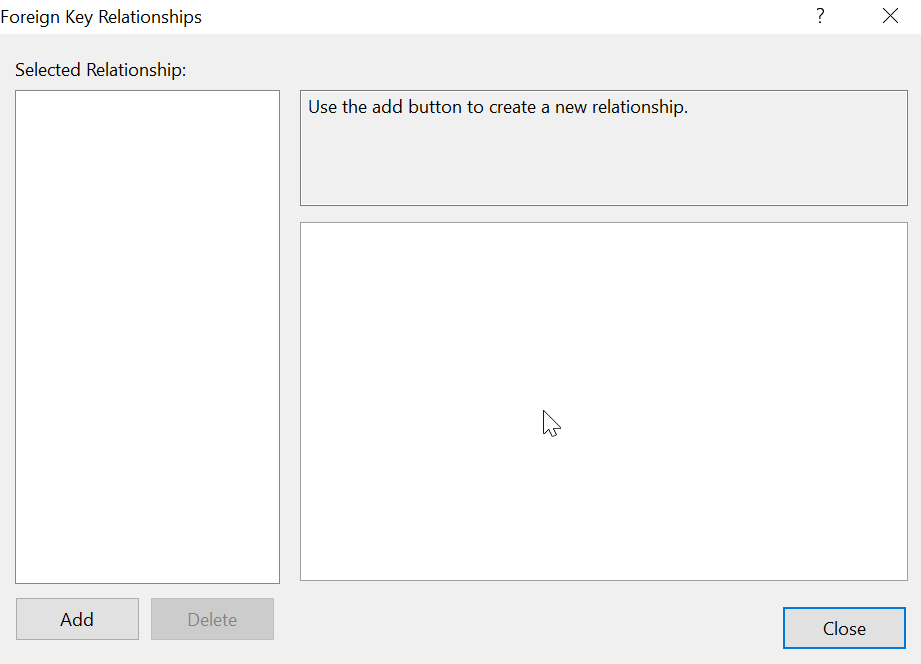 Foreign Key Relationships
?
Selected Relationship:
Use the add button to create a new relationship.
Add
Delete
Close